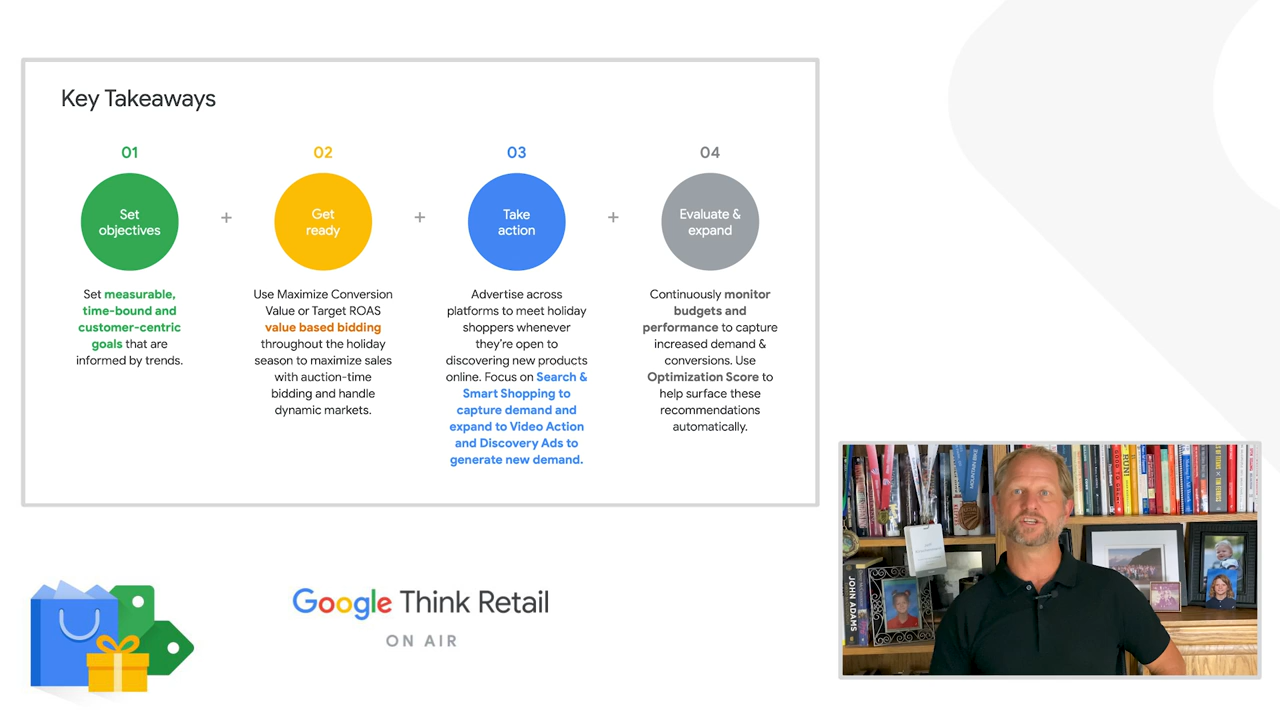 Key Takeaways
01
Set
objectives
Set measurable,
time-bound and
customer-centric
goals that are
informed by trends.
+
02
Get
ready
Use Maximize Conversion
Value or Target ROAS
value based bidding
throughout the holiday
season to maximize sales
with auction-time
bidding and handle
dynamic markets.
+
03
Take
action
Advertise across
platforms to meet holiday
shoppers whenever
they're open to
discovering new products
online. Focus on Search &
Smart Shopping to
capture demand and
expand to Video Action
and Discovery Ads to
generate new demand.
+
04
Evaluate &
expand
Continuously monitor
budgets and
performance to capture
increased demand &
conversions. Use
Optimization Score to
help surface these
recommendations
automatically.
Google Think Retail
ON AIR
JOHN ADAMS
RUN!